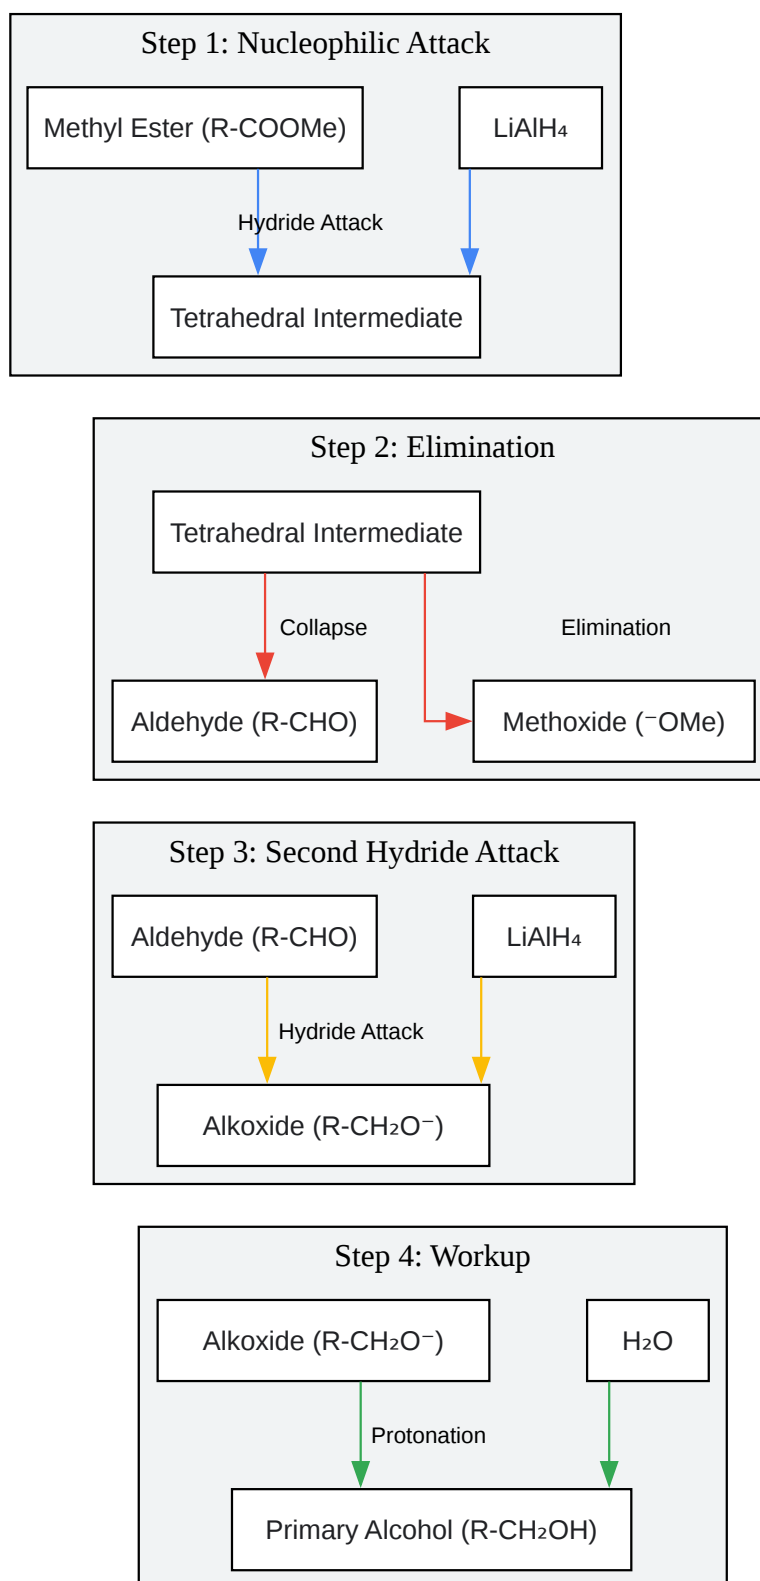 Step 1: Nucleophilic Attack
Methyl Ester (R-COOMe)
LiAlH₄
Hydride Attack
Tetrahedral Intermediate
Step 2: Elimination
Tetrahedral Intermediate
Collapse
Elimination
Aldehyde (R-CHO)
Methoxide (⁻OMe)
Step 3: Second Hydride Attack
Aldehyde (R-CHO)
LiAlH₄
Hydride Attack
Alkoxide (R-CH₂O⁻)
Step 4: Workup
Alkoxide (R-CH₂O⁻)
H₂O
Protonation
Primary Alcohol (R-CH₂OH)